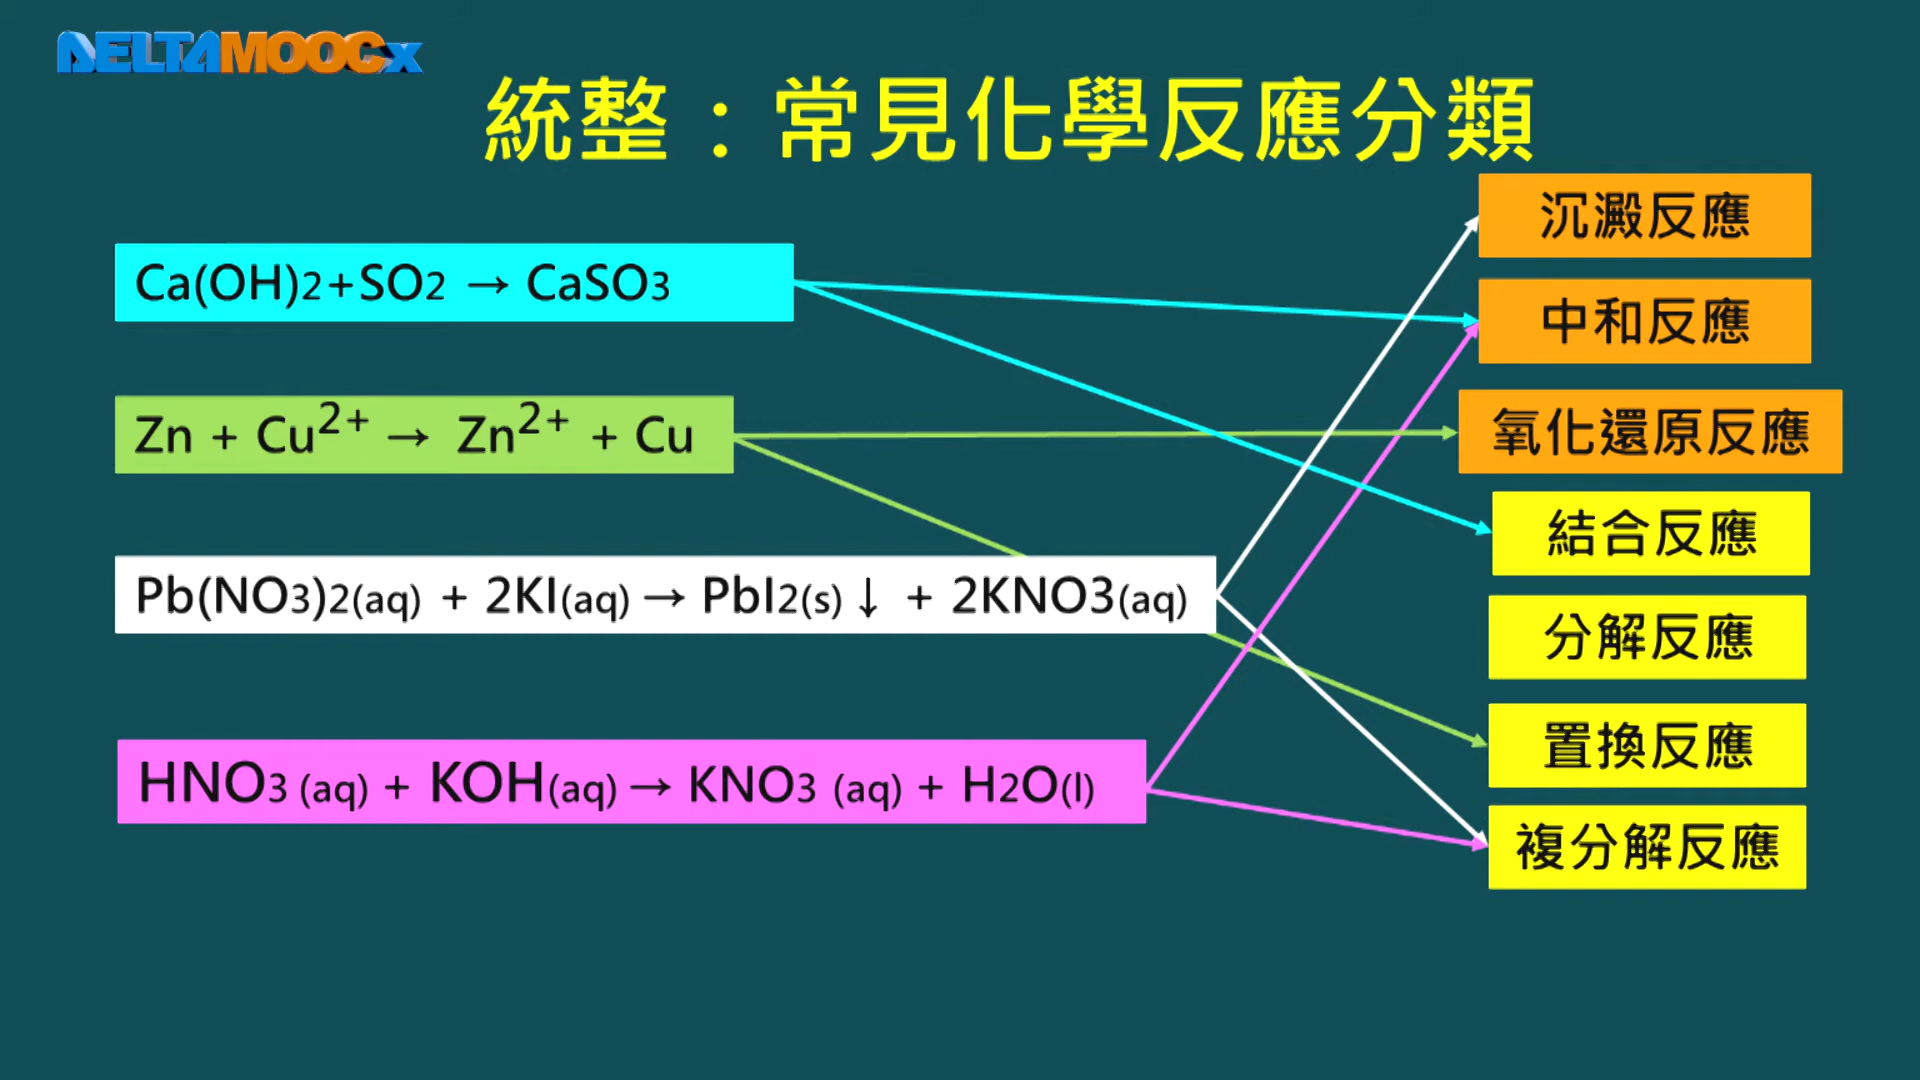 DELTAMOOCx
統整：常見化學反應分類
Ca(OH)2+SO2 → CaSO3
Zn + Cu²⁺ → Zn²⁺ + Cu
Pb(NO3)2(aq) + 2KI(aq) → PbI2(s)↓ + 2KNO3(aq)
HNO3 (aq) + KOH(aq) → KNO3 (aq) + H2O(l)
沉澱反應
中和反應
氧化還原反應
結合反應
分解反應
置換反應
複分解反應